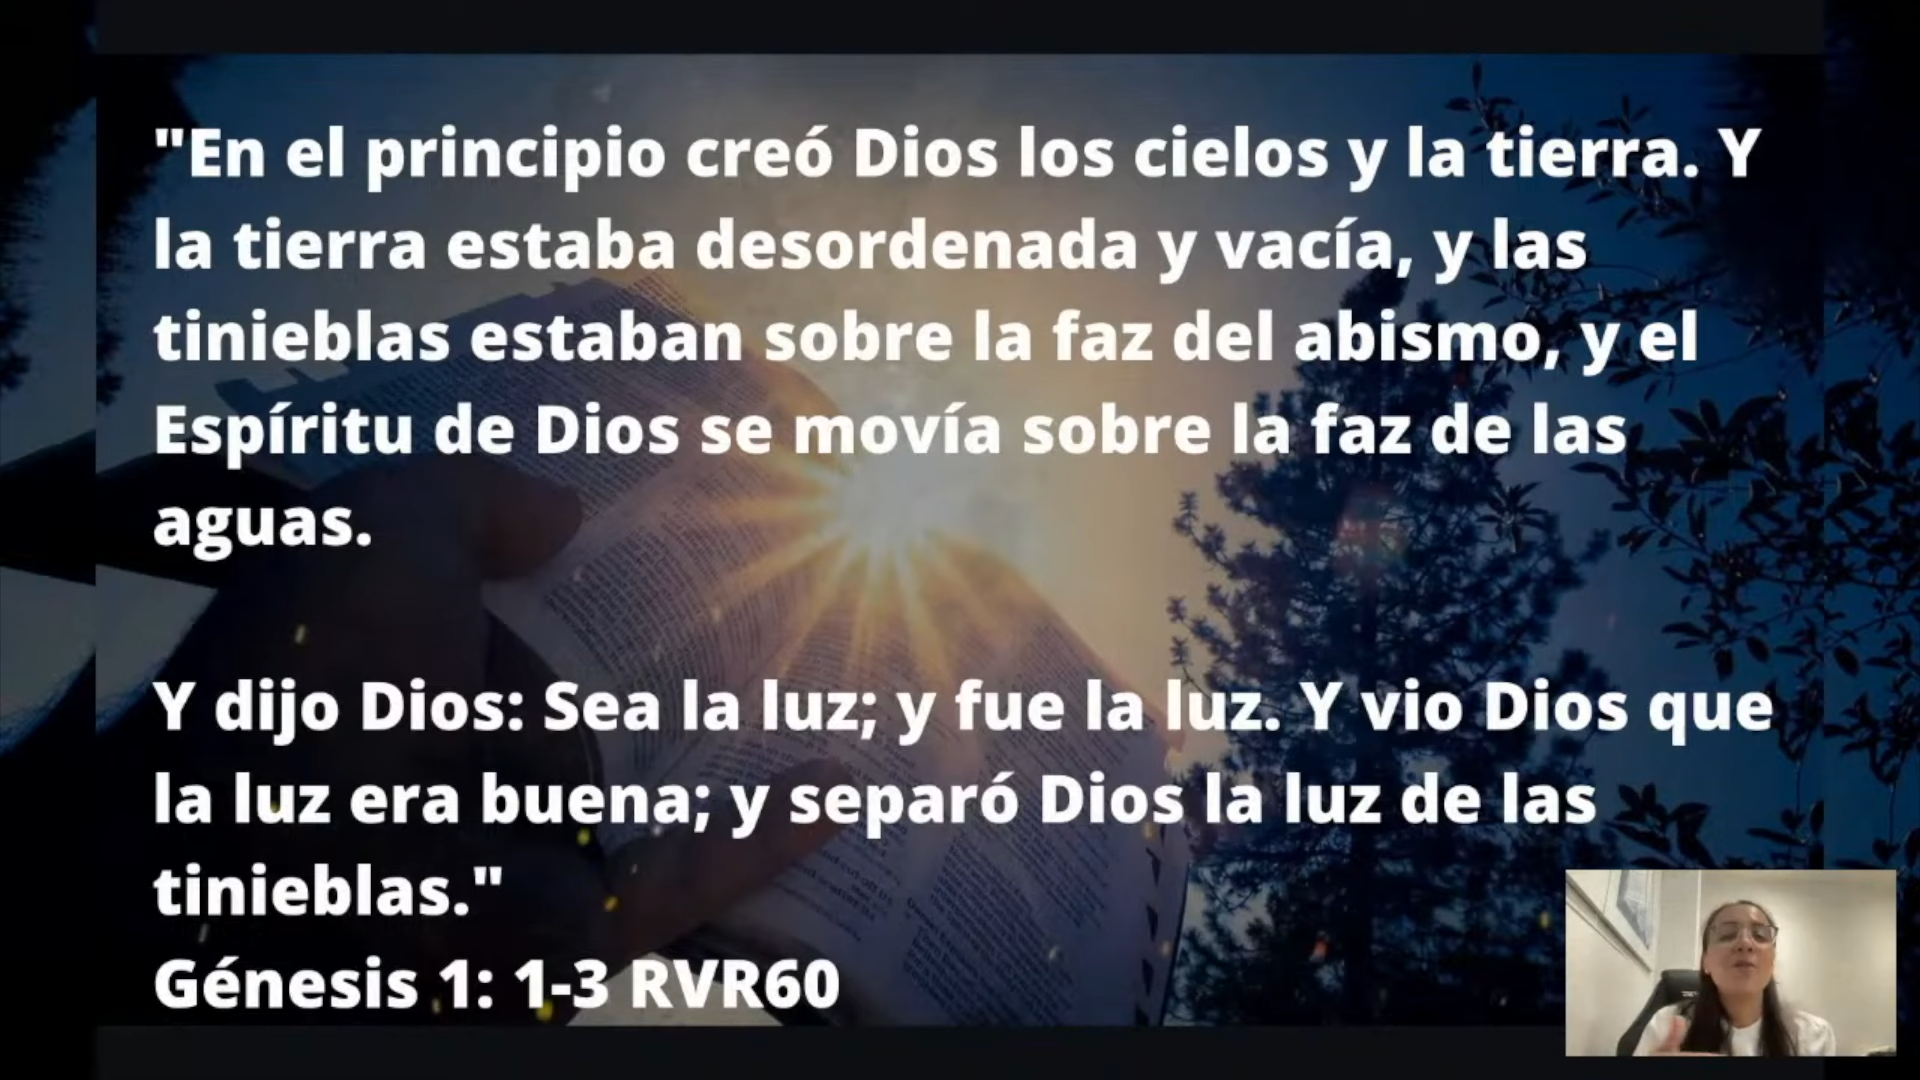 "En el principio creó Dios los cielos y la tierra. Y
la tierra estaba desordenada y vacía, y las
tinieblas estaban sobre la faz del abismo, y el
Espíritu de Dios se movía sobre la faz de las
aguas.
Y dijo Dios: Sea la luz; y fue la luz. Y vio Dios que
la luz era buena; y separó Dios la luz de las
tinieblas."
Génesis 1: 1-3 RVR60